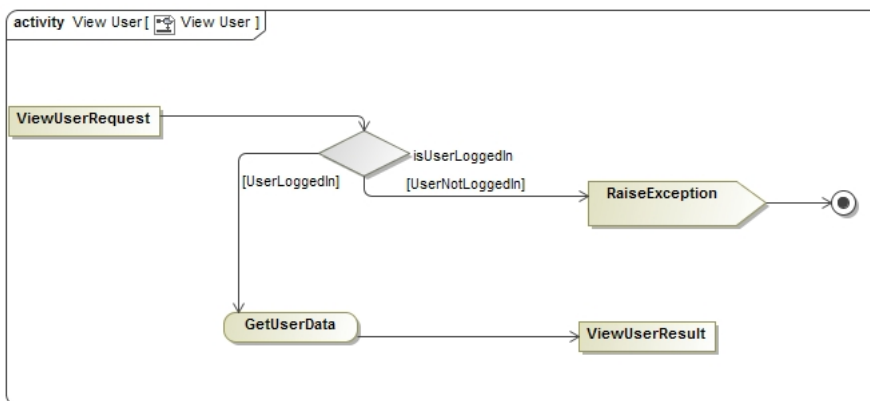 activity View User [ View User ]
ViewUserRequest
isUserLoggedIn
[UserLoggedIn]
[UserNotLoggedIn]
RaiseException
GetUserData
ViewUserResult